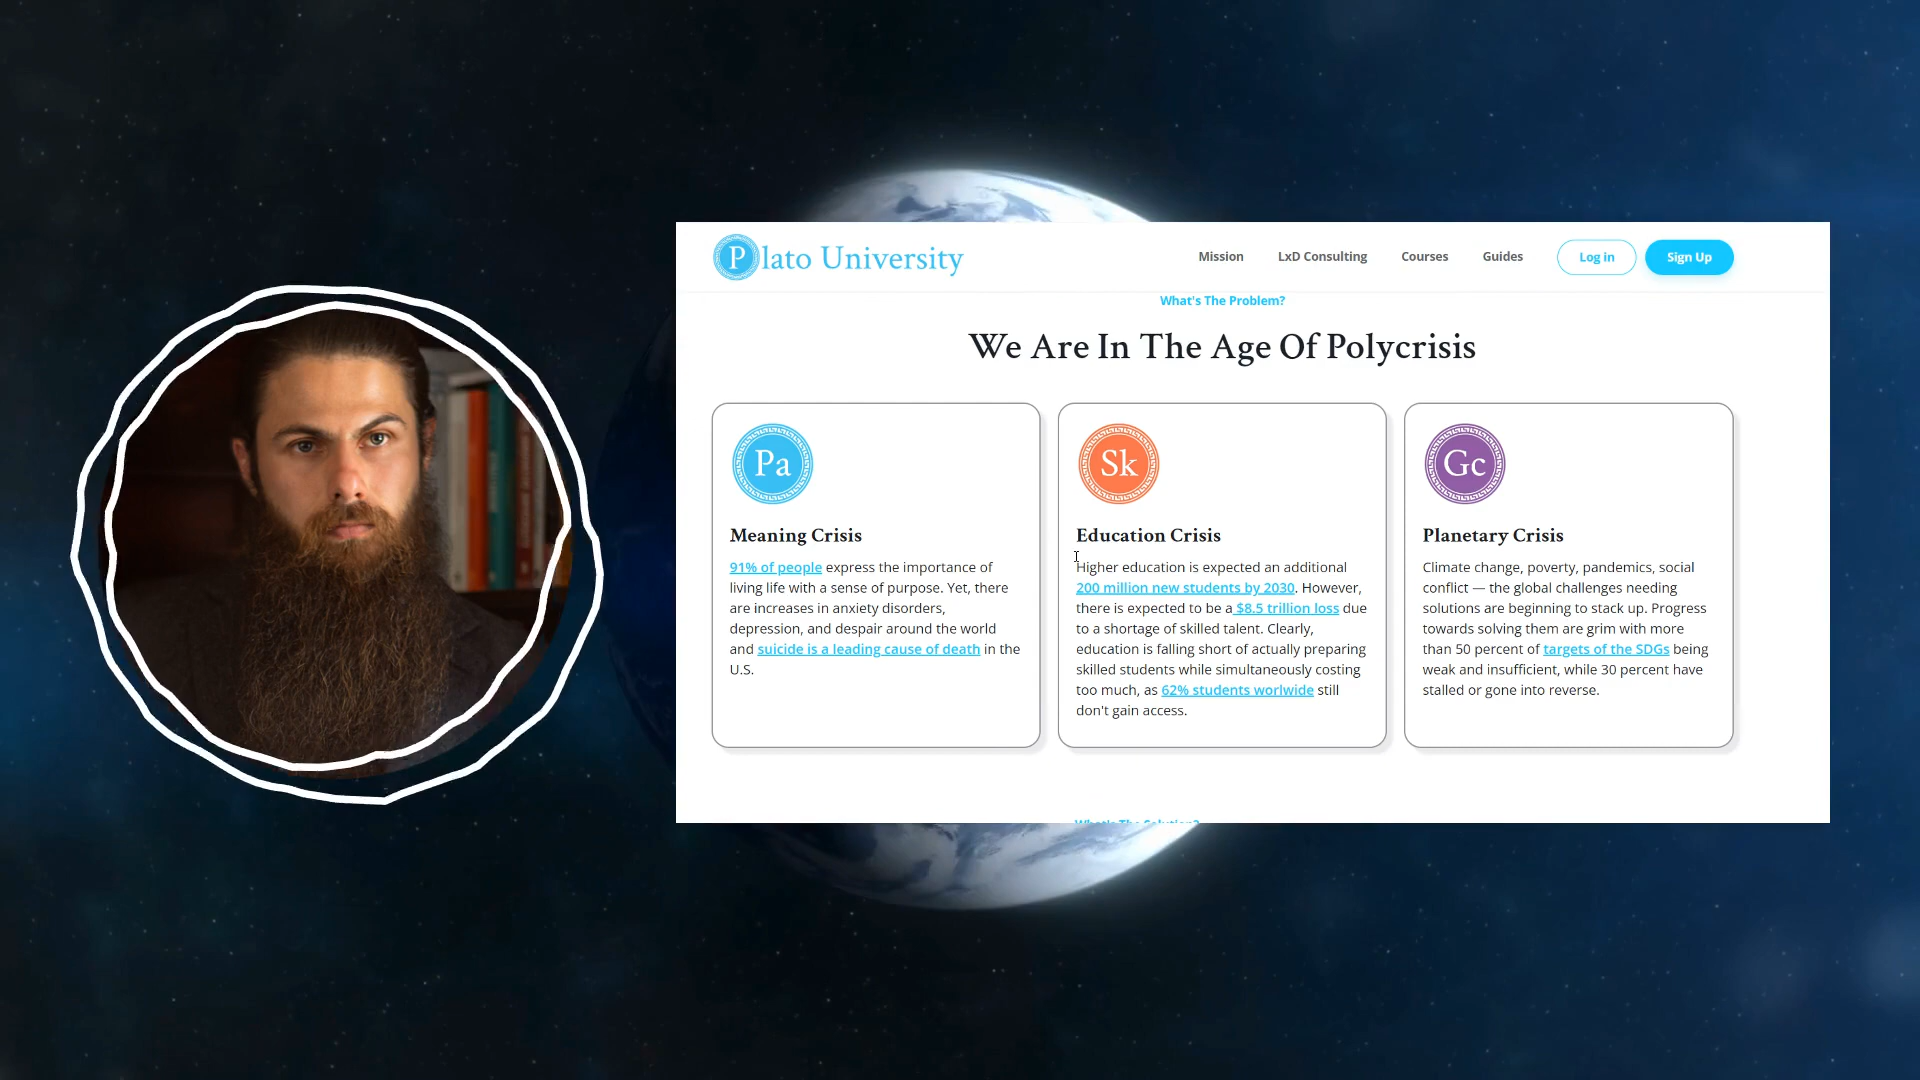 Plato University
Mission
LxD Consulting
Courses
Guides
Log in
Sign Up
What's The Problem?
We Are In The Age Of Polycrisis
Pa
Meaning Crisis
91% of people express the importance of
living life with a sense of purpose. Yet, there
are increases in anxiety disorders,
depression, and despair around the world
and suicide is a leading cause of death in the
U.S.
Sk
Education Crisis
Higher education is expected an additional
200 million new students by 2030. However,
there is expected to be a $8.5 trillion loss due
to a shortage of skilled talent. Clearly,
education is falling short of actually preparing
skilled students while simultaneously costing
too much, as 62% students worlwide still
don't gain access.
Gc
Planetary Crisis
Climate change, poverty, pandemics, social
conflict — the global challenges needing
solutions are beginning to stack up. Progress
towards solving them are grim with more
than 50 percent of targets of the SDGs being
weak and insufficient, while 30 percent have
stalled or gone into reverse.
What's The Solution?